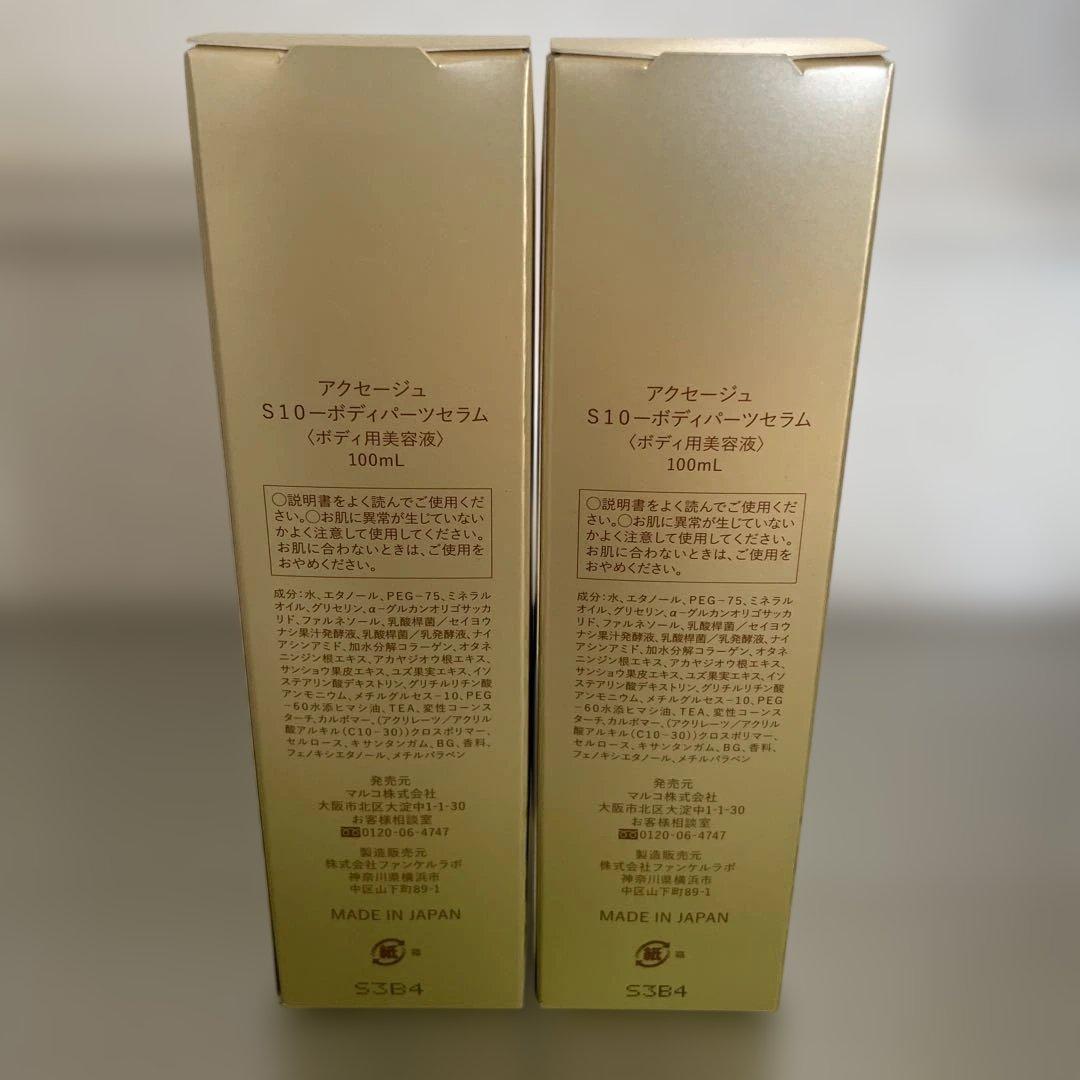 アクセージュ
S10ーボディパーツセラム
〈ボディ用美容液〉
100mL
○説明書をよく読んでご使用くだ
さい。○お肌に異常が生じていない
かよく注意して使用してください。
お肌に合わないときは、ご使用を
おやめください。
成分：水、エタノール、PEG-75、ミネラル
オイル、グリセリン、α-グルカンオリゴサッカ
リド、ファルネソール、乳酸桿菌／セイヨウ
ナシ果汁発酵液、乳酸桿菌／乳発酵液、ナイ
アシンアミド、加水分解コラーゲン、オタネ
ニンジン根エキス、アカヤジオウ根エキス、
サンショウ果皮エキス、ユズ果実エキス、イソ
ステアリン酸デキストリン、グリチルリチン酸
アンモニウム、メチルグルセス-10、PEG
-60水添ヒマシ油、TEA、変性コーンス
ターチ、カルボマー、（アクリレーツ／アクリル
酸アルキル（C10-30））クロスポリマー、
セルロース、キサンタンガム、BG、香料、
フェノキシエタノール、メチルパラベン
発売元
マルコ株式会社
大阪市北区大淀中1-1-30
お客様相談室
0120-06-4747
製造販売元
株式会社ファンケルラボ
神奈川県横浜市
中区山下町89-1
MADE IN JAPAN
紙 箱
S3B4
アクセージュ
S10ーボディパーツセラム
〈ボディ用美容液〉
100mL
○説明書をよく読んでご使用くだ
さい。○お肌に異常が生じていない
かよく注意して使用してください。
お肌に合わないときは、ご使用を
おやめください。
成分：水、エタノール、PEG-75、ミネラル
オイル、グリセリン、α-グルカンオリゴサッカ
リド、ファルネソール、乳酸桿菌／セイヨウ
ナシ果汁発酵液、乳酸桿菌／乳発酵液、ナイ
アシンアミド、加水分解コラーゲン、オタネ
ニンジン根エキス、アカヤジオウ根エキス、
サンショウ果皮エキス、ユズ果実エキス、イソ
ステアリン酸デキストリン、グリチルリチン酸
アンモニウム、メチルグルセス-10、PEG
-60水添ヒマシ油、TEA、変性コーンス
ターチ、カルボマー、（アクリレーツ／アクリル
酸アルキル（C10-30））クロスポリマー、
セルロース、キサンタンガム、BG、香料、
フェノキシエタノール、メチルパラベン
発売元
マルコ株式会社
大阪市北区大淀中1-1-30
お客様相談室
0120-06-4747
製造販売元
株式会社ファンケルラボ
神奈川県横浜市
中区山下町89-1
MADE IN JAPAN
紙 箱
S3B4